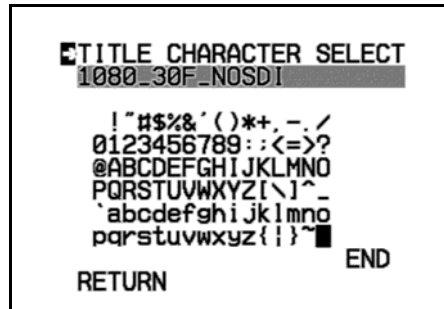 ➔TITLE CHARACTER SELECT
1080_30F_NOSDI
!"#$%&'()*+,-./
0123456789:;<=>?
@ABCDEFGHIJKLMNO
PQRSTUVWXYZ[\]^_
`abcdefghijklmno
pqrstuvwxyz{|}~█
END
RETURN